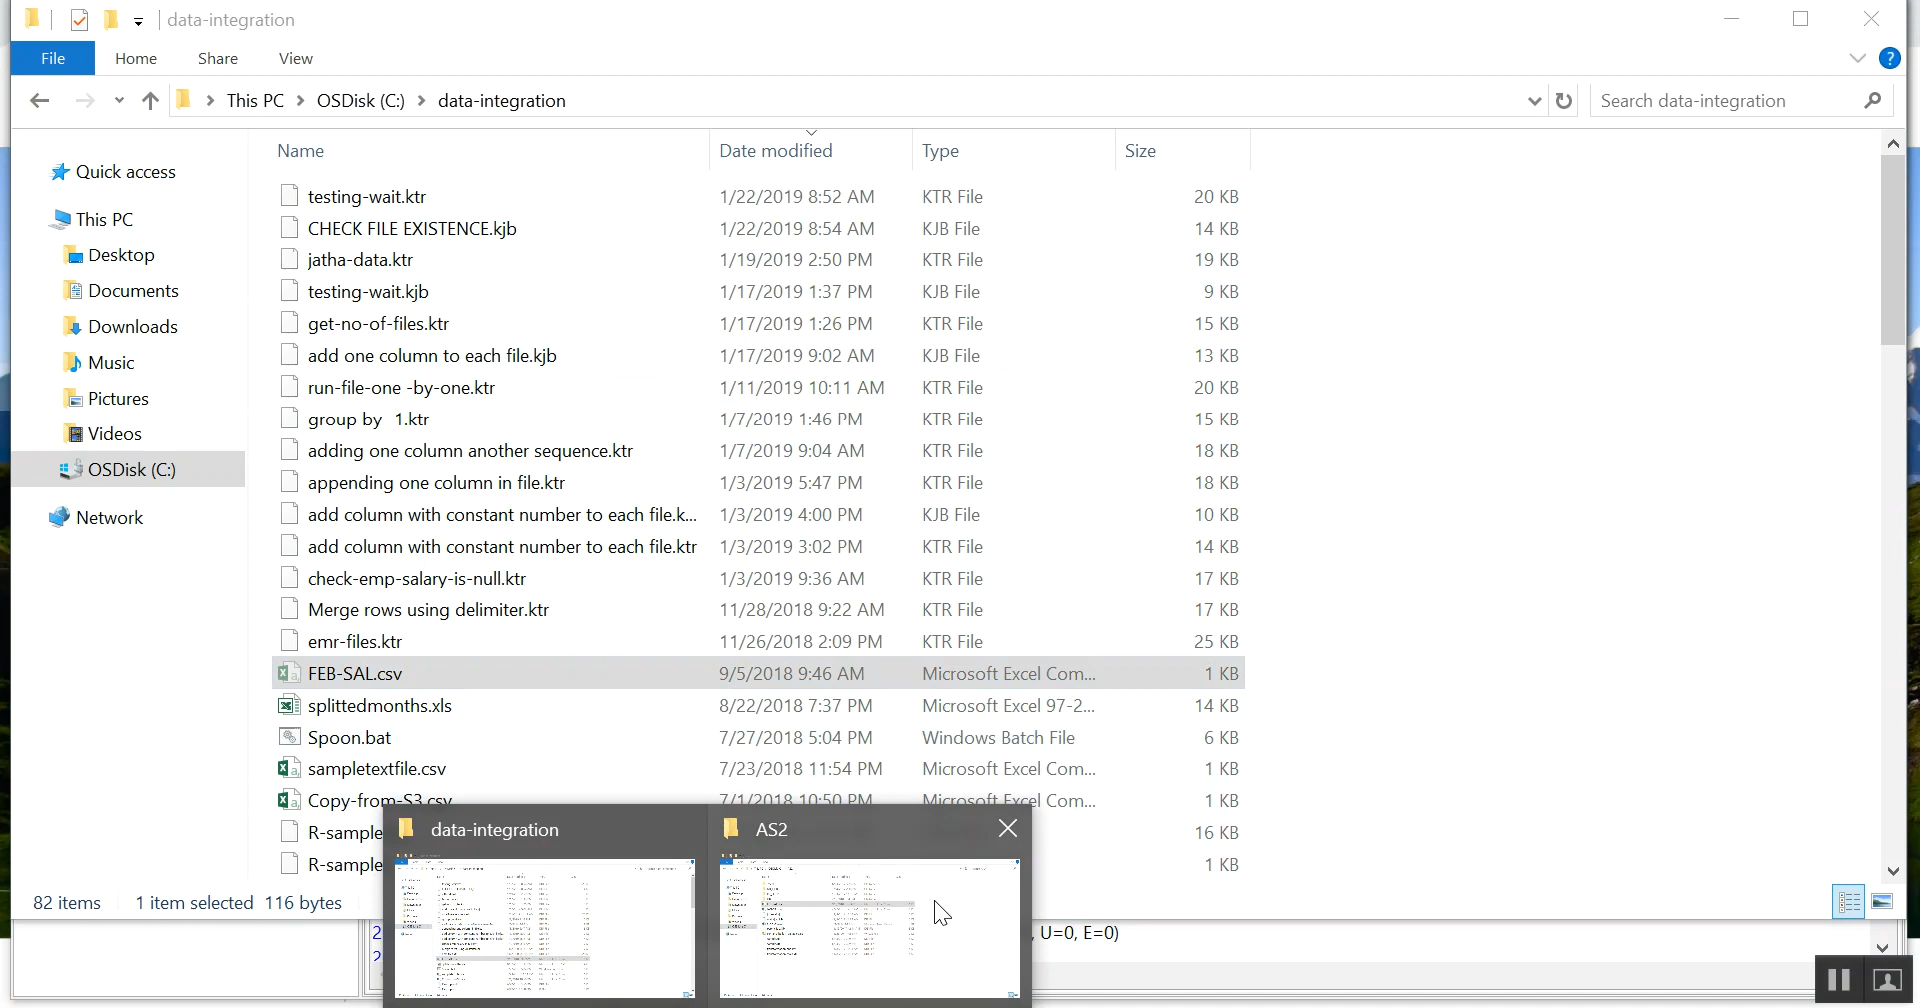 data-integration
File Home Share View
This PC > OSDisk (C:) > data-integration
Search data-integration
Name Date modified Type Size
Quick access
This PC
Desktop
Documents
Downloads
Music
Pictures
Videos
OSDisk (C:)
Network
testing-wait.ktr 1/22/2019 8:52 AM KTR File 20 KB
CHECK FILE EXISTENCE.kjb 1/22/2019 8:54 AM KJB File 14 KB
jatha-data.ktr 1/19/2019 2:50 PM KTR File 19 KB
testing-wait.kjb 1/17/2019 1:37 PM KJB File 9 KB
get-no-of-files.ktr 1/17/2019 1:26 PM KTR File 15 KB
add one column to each file.kjb 1/17/2019 9:02 AM KJB File 13 KB
run-file-one -by-one.ktr 1/11/2019 10:11 AM KTR File 20 KB
group by 1.ktr 1/7/2019 1:46 PM KTR File 15 KB
adding one column another sequence.ktr 1/7/2019 9:04 AM KTR File 18 KB
appending one column in file.ktr 1/3/2019 5:47 PM KTR File 18 KB
add column with constant number to each file.k... 1/3/2019 4:00 PM KJB File 10 KB
add column with constant number to each file.ktr 1/3/2019 3:02 PM KTR File 14 KB
check-emp-salary-is-null.ktr 1/3/2019 9:36 AM KTR File 17 KB
Merge rows using delimiter.ktr 11/28/2018 9:22 AM KTR File 17 KB
emr-files.ktr 11/26/2018 2:09 PM KTR File 25 KB
FEB-SAL.csv 9/5/2018 9:46 AM Microsoft Excel Com... 1 KB
splittedmonths.xls 8/22/2018 7:37 PM Microsoft Excel 97-2... 14 KB
Spoon.bat 7/27/2018 5:04 PM Windows Batch File 6 KB
sampletextfile.csv 7/23/2018 11:54 PM Microsoft Excel Com... 1 KB
Copy-from-S3.csv 7/1/2018 10:50 PM Microsoft Excel Com... 1 KB
R-sample 16 KB
R-sample 1 KB
data-integration AS2
82 items 1 item selected 116 bytes
2 , U=0, E=0)